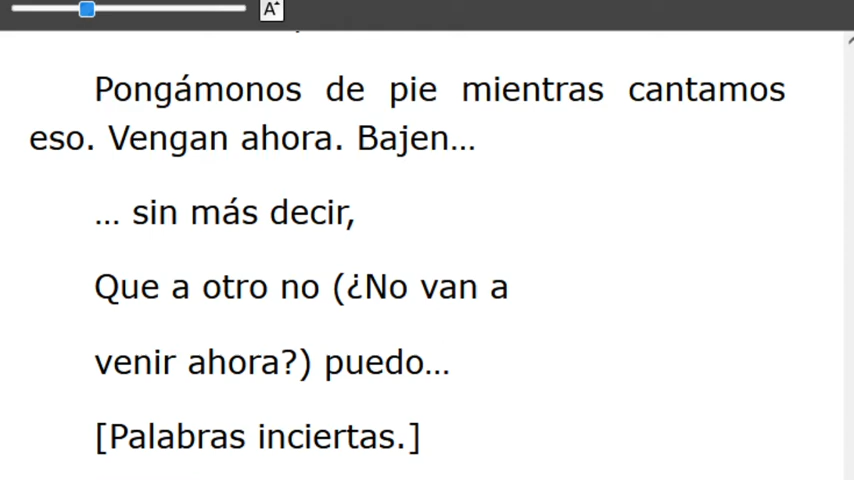 A
Pongámonos de pie mientras cantamos
eso. Vengan ahora. Bajen…
… sin más decir,
Que a otro no (¿No van a
venir ahora?) puedo…
[Palabras inciertas.]